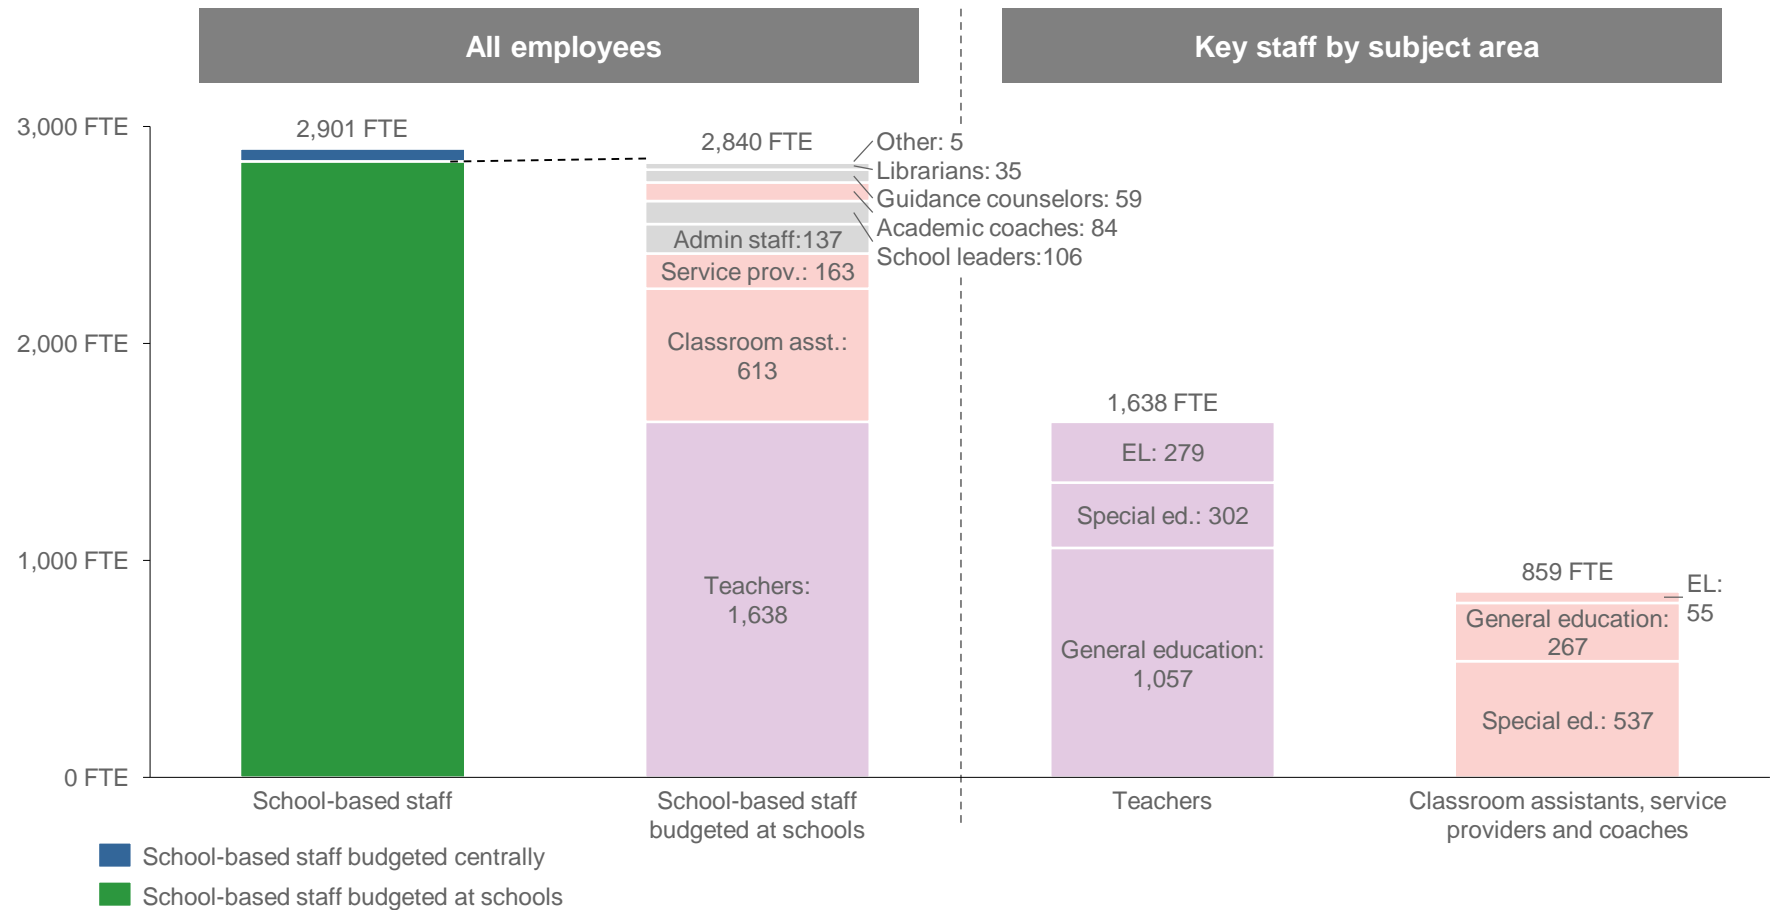 All employees
Key staff by subject area
3,000 FTE
2,000 FTE
1,000 FTE
0 FTE
2,901 FTE
2,840 FTE
Other: 5
Librarians: 35
Guidance counselors: 59
Academic coaches: 84
School leaders:106
Admin staff:137
Service prov.: 163
Classroom asst.:
613
Teachers:
1,638
1,638 FTE
EL: 279
Special ed.: 302
General education:
1,057
859 FTE
EL:
55
General education:
267
Special ed.: 537
School-based staff
School-based staff
budgeted at schools
Teachers
Classroom assistants, service
providers and coaches
School-based staff budgeted centrally
School-based staff budgeted at schools